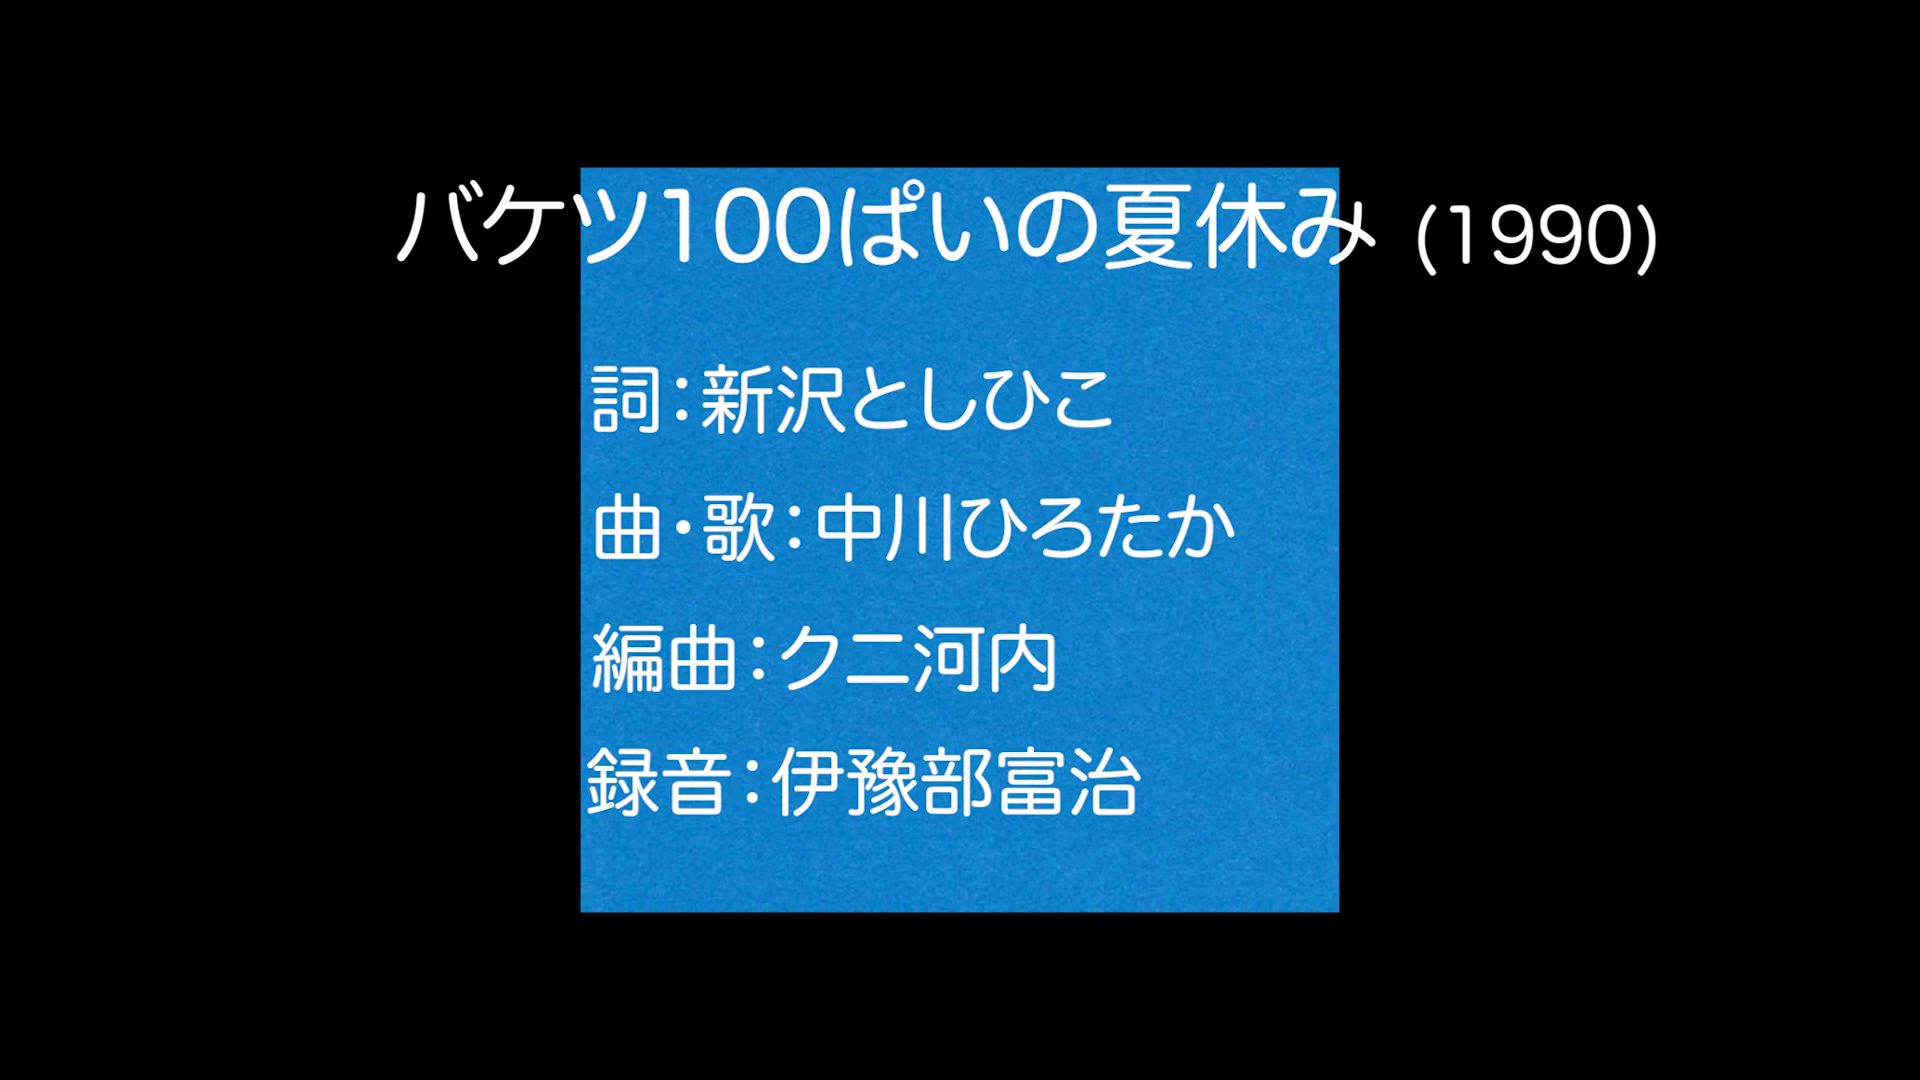 バケツ100ぱいの夏休み (1990)
詞：新沢としひこ
曲・歌：中川ひろたか
編曲：クニ河内
録音：伊豫部富治